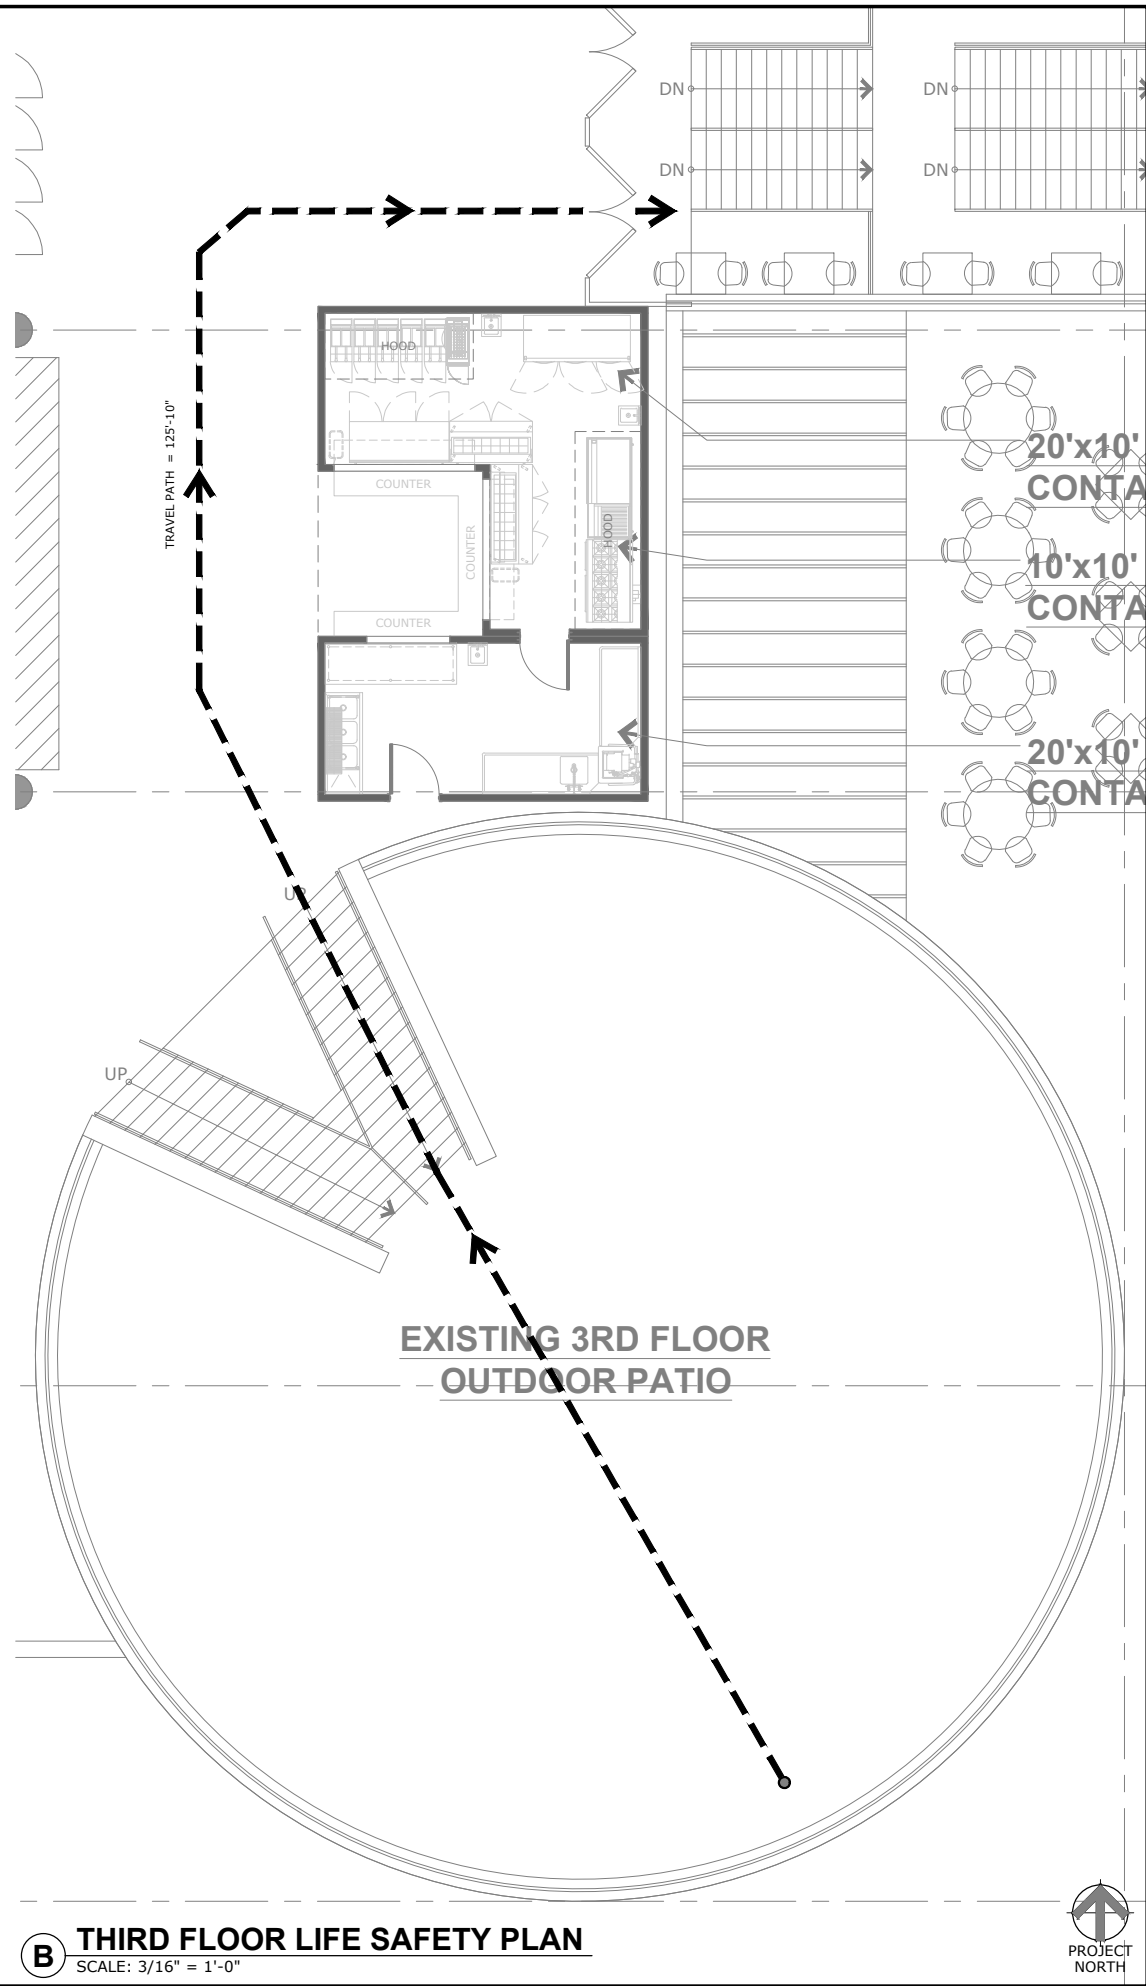 DN
DN
DN
DN
HOOD
TRAVEL PATH = 125'-10"
20'x10'
CONTA
COUNTER
COUNTER
HOOD
10'x10'
CONTA
COUNTER
20'x10'
CONTA
UP
UP
EXISTING 3RD FLOOR
OUTDOOR PATIO
B
THIRD FLOOR LIFE SAFETY PLAN
SCALE: 3/16" = 1'-0"
PROJECT
NORTH